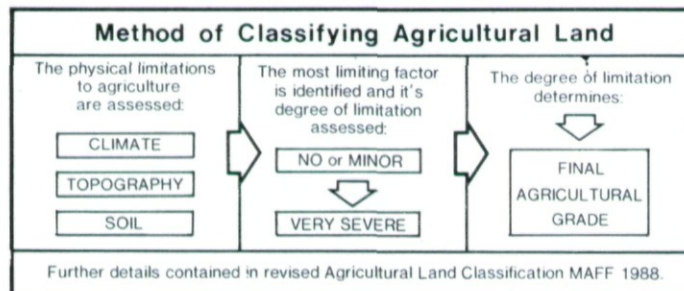 Method of Classifying Agricultural Land
The physical limitations
to agriculture
are assessed:
CLIMATE
TOPOGRAPHY
SOIL
The most limiting factor
is identified and it's
degree of limitation
assessed:
NO or MINOR
VERY SEVERE
The degree of limitation
determines:
FINAL
AGRICULTURAL
GRADE
Further details contained in revised Agricultural Land Classification MAFF 1988.